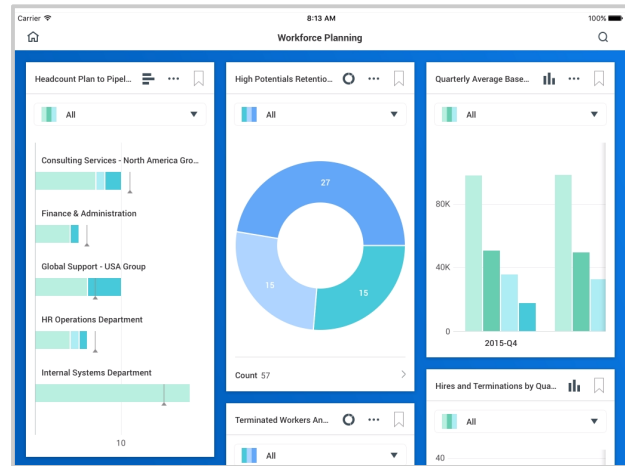 Carrier
8:13 AM
100%
Workforce Planning
Headcount Plan to Pipel...
All
Consulting Services - North America Gro...
Finance & Administration
Global Support - USA Group
HR Operations Department
Internal Systems Department
10
High Potentials Retentio...
All
27
15
15
Count 57
Terminated Workers An...
All
Quarterly Average Base...
All
80K
40K
0
2015-Q4
Hires and Terminations by Qua...
All
40